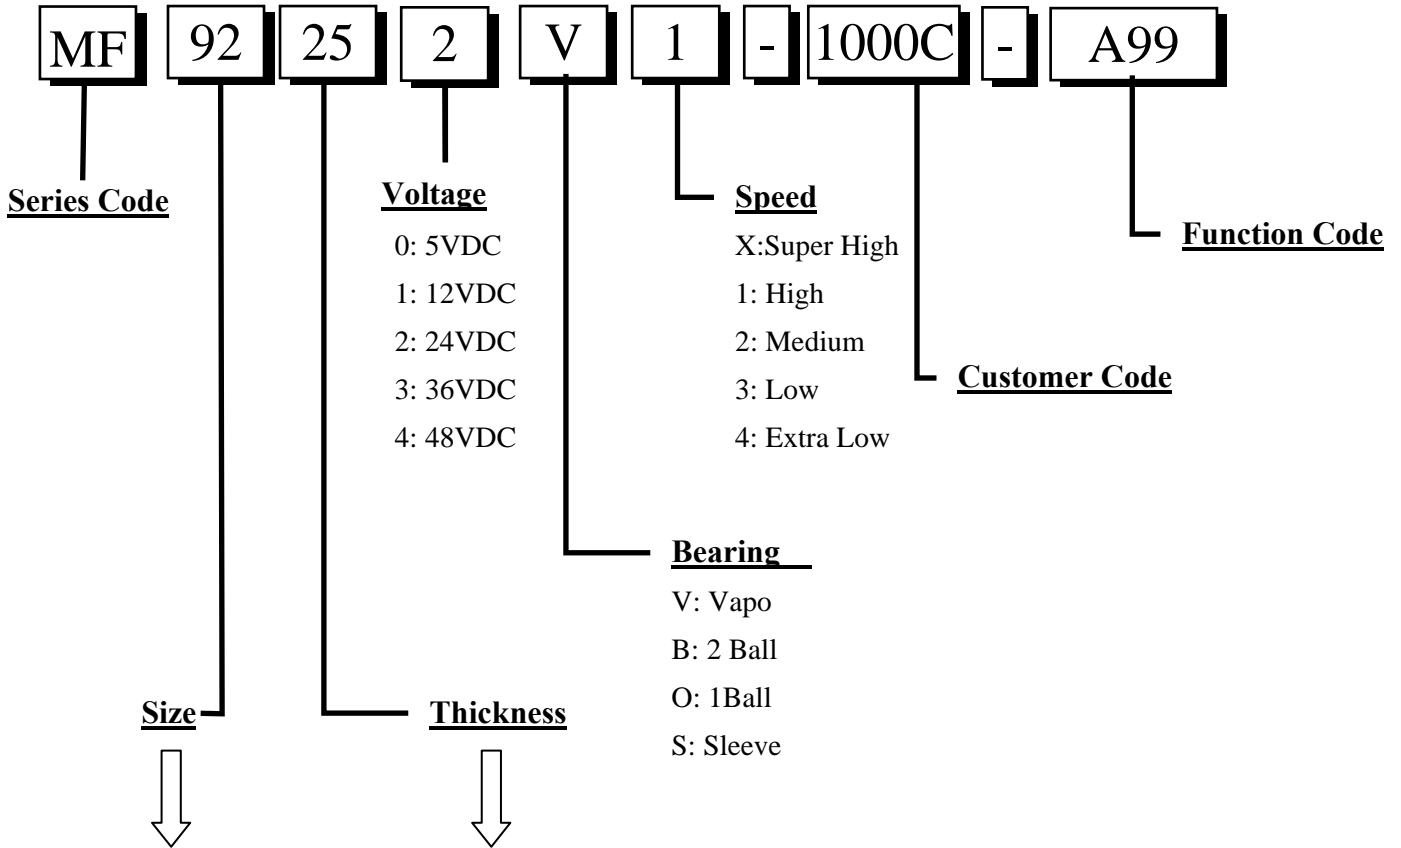 MF 92 25 2 V 1 - 1000C - A99
Series Code
Voltage
0: 5VDC
1: 12VDC
2: 24VDC
3: 36VDC
4: 48VDC
Speed
X:Super High
1: High
2: Medium
3: Low
4: Extra Low
Function Code
Customer Code
Bearing
V: Vapo
B: 2 Ball
O: 1Ball
S: Sleeve
Size
Thickness